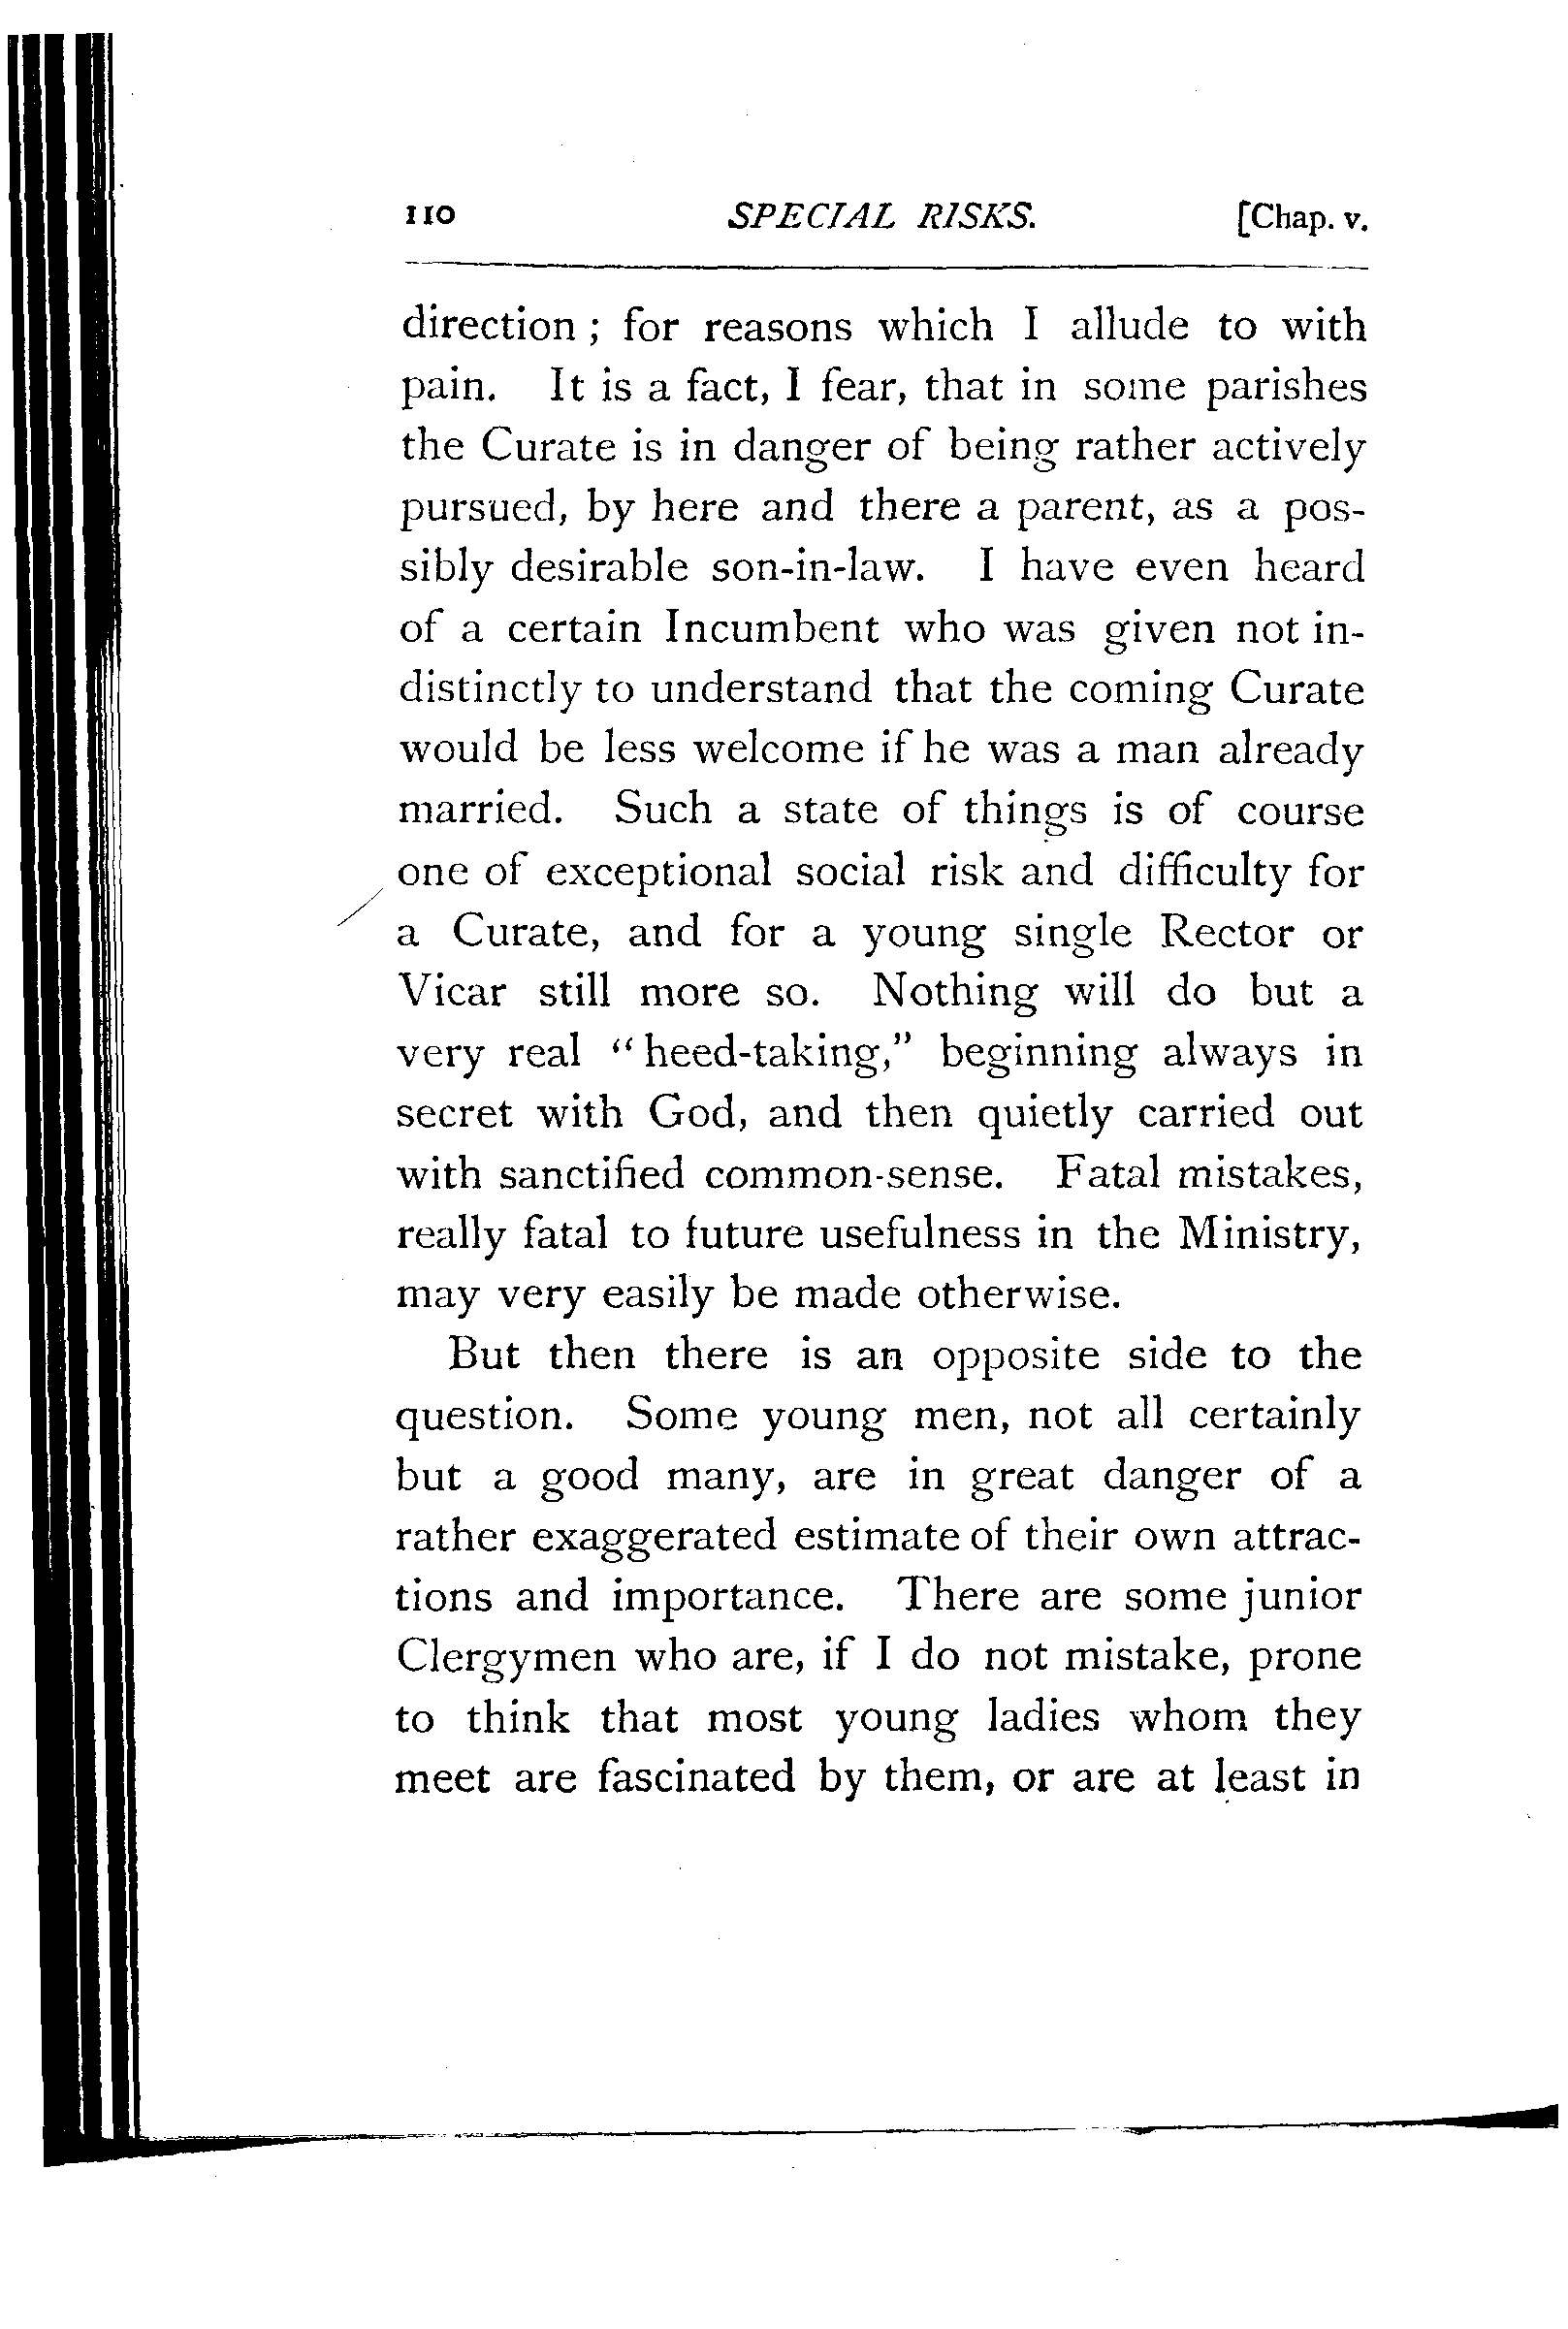 110 SPECIAL RISKS. [Chap. v.
direction ; for reasons which I allude to with
pain. It is a fact, I fear, that in some parishes
the Curate is in danger of being rather actively
pursued, by here and there a parent, as a pos-
sibly desirable son-in-law. I have even heard
of a certain Incumbent who was given not in-
distinctly to understand that the coming Curate
would be less welcome if he was a man already
married. Such a state of things is of course
one of exceptional social risk and difficulty for
a Curate, and for a young single Rector or
Vicar still more so. Nothing will do but a
very real “heed-taking,” beginning always in
secret with God, and then quietly carried out
with sanctified common-sense. Fatal mistakes,
really fatal to future usefulness in the Ministry,
may very easily be made otherwise.
But then there is an opposite side to the
question. Some young men, not all certainly
but a good many, are in great danger of a
rather exaggerated estimate of their own attrac-
tions and importance. There are some junior
Clergymen who are, if I do not mistake, prone
to think that most young ladies whom they
meet are fascinated by them, or are at least in